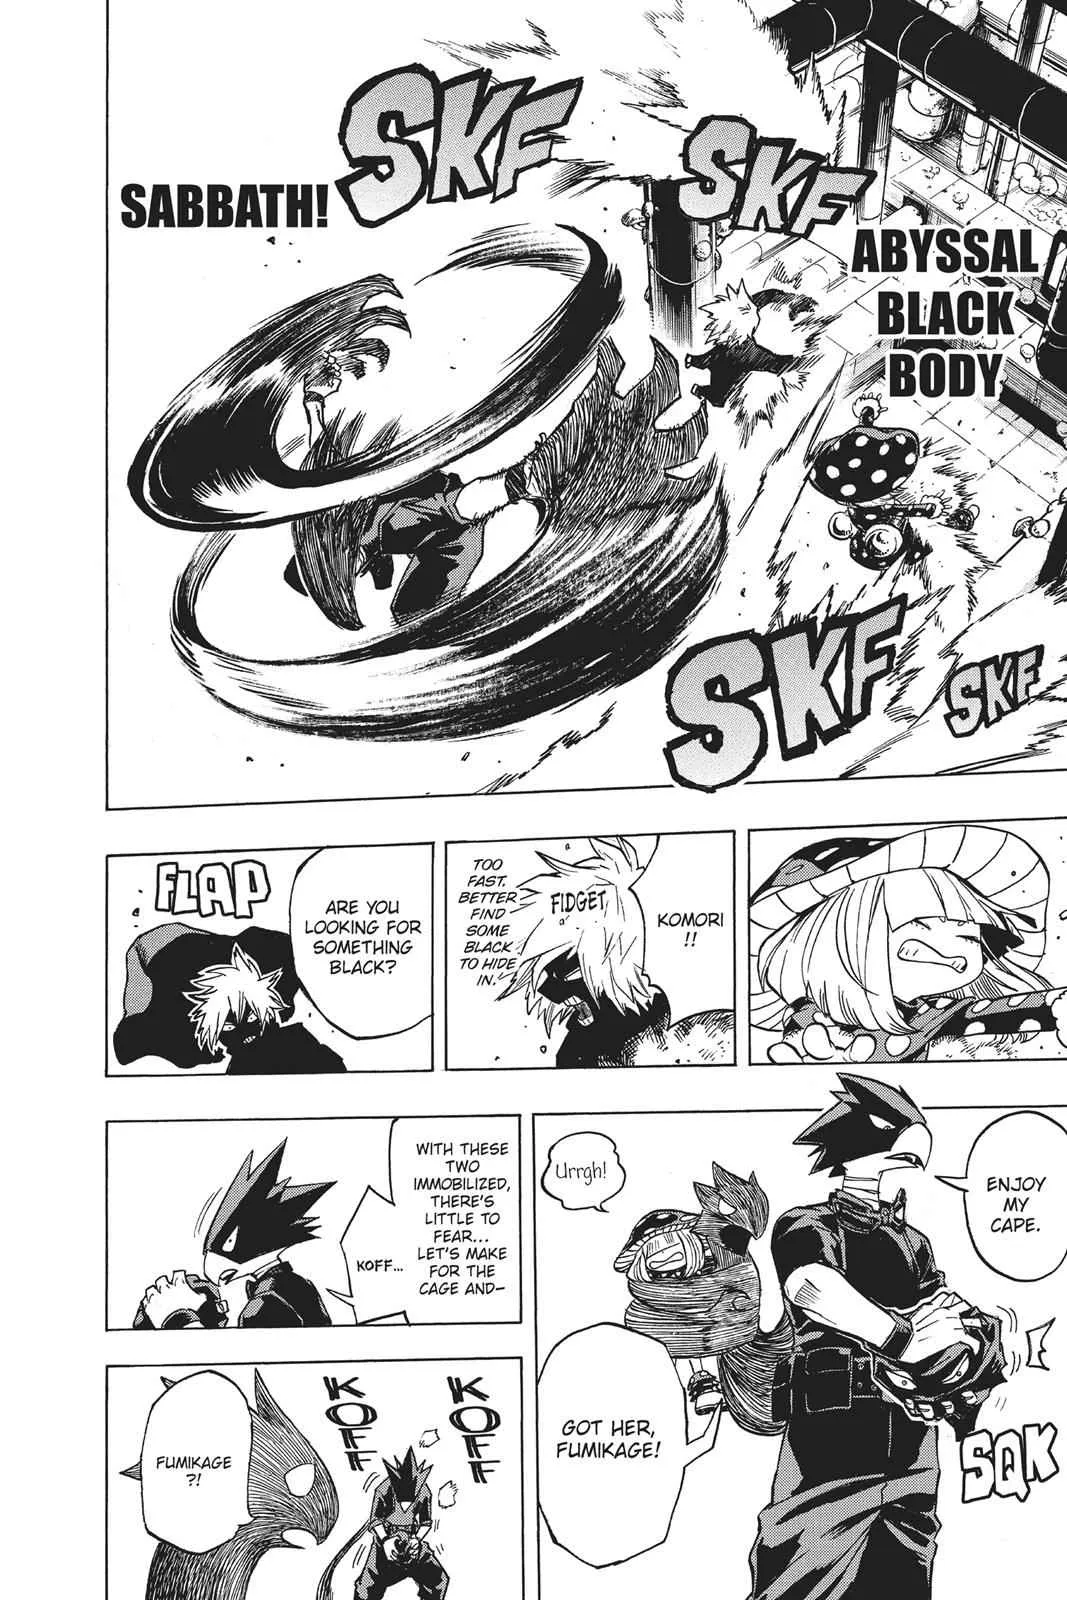 SKF
SKF
ABYSSAL
BLACK
BODY
SABBATH!
SKF
SKF
KOMORI
!!
FIDGET
TOO
FAST.
BETTER
FIND
SOME
BLACK
TO HIDE
IN.
ARE YOU
LOOKING FOR
SOMETHING
BLACK?
FLAP
ENJOY
MY
CAPE.
Urrgh!
SQK
GOT HER,
FUMIKAGE!
WITH THESE
TWO
IMMOBILIZED,
THERE'S
LITTLE TO
FEAR...
LET'S MAKE
FOR THE
CAGE AND-
KOFF...
KOFF
KOFF
FUMIKAGE
?!